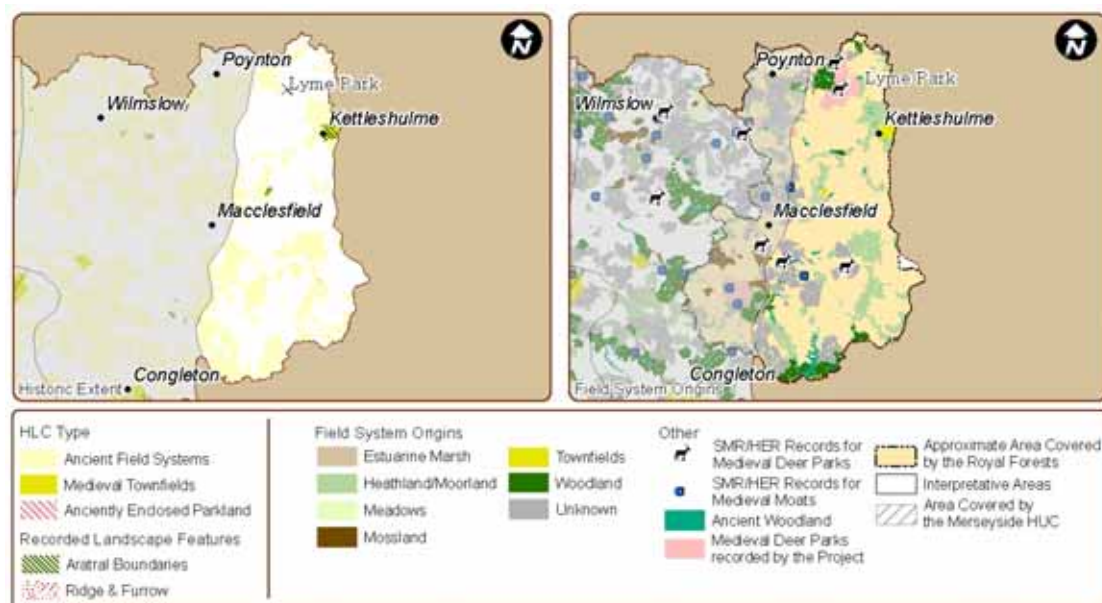 N
Poynton
Lyme Park
Wilmslow
Kettleshulme
Macclesfield
Congleton
Historic Extent
N
Poynton
Lyme Park
Wilmslow
Kettleshulme
Macclesfield
Congleton
Field System Origins
HLC Type
Ancient Field Systems
Medieval Townfields
Anciently Enclosed Parkland
Recorded Landscape Features
Aratral Boundaries
Ridge & Furrow
Field System Origins
Estuarine Marsh
Heathland/Moorland
Meadows
Mossland
Townfields
Woodland
Unknown
Other
SMR/HER Records for
Medieval Deer Parks
SMR/HER Records for
Medieval Moats
Ancient Woodland
Medieval Deer Parks
recorded by the Project
Approximate Area Covered
by the Royal Forests
Interpretative Areas
Area Covered by
the Merseyside HUC